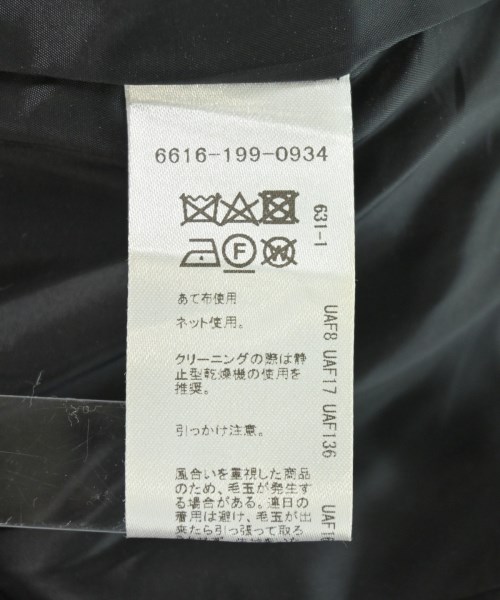 6616-199-0934
631-1
F
W
あて布使用
ネット使用。
クリーニングの際は静
止型乾燥機の使用を
推奨。
引っかけ注意。
風合いを重視した商品
のため、毛玉が発生す
る場合がある。連日の
着用は避け、毛玉が出
来たら引っ張って取る
UAF8 UAF17 UAF136